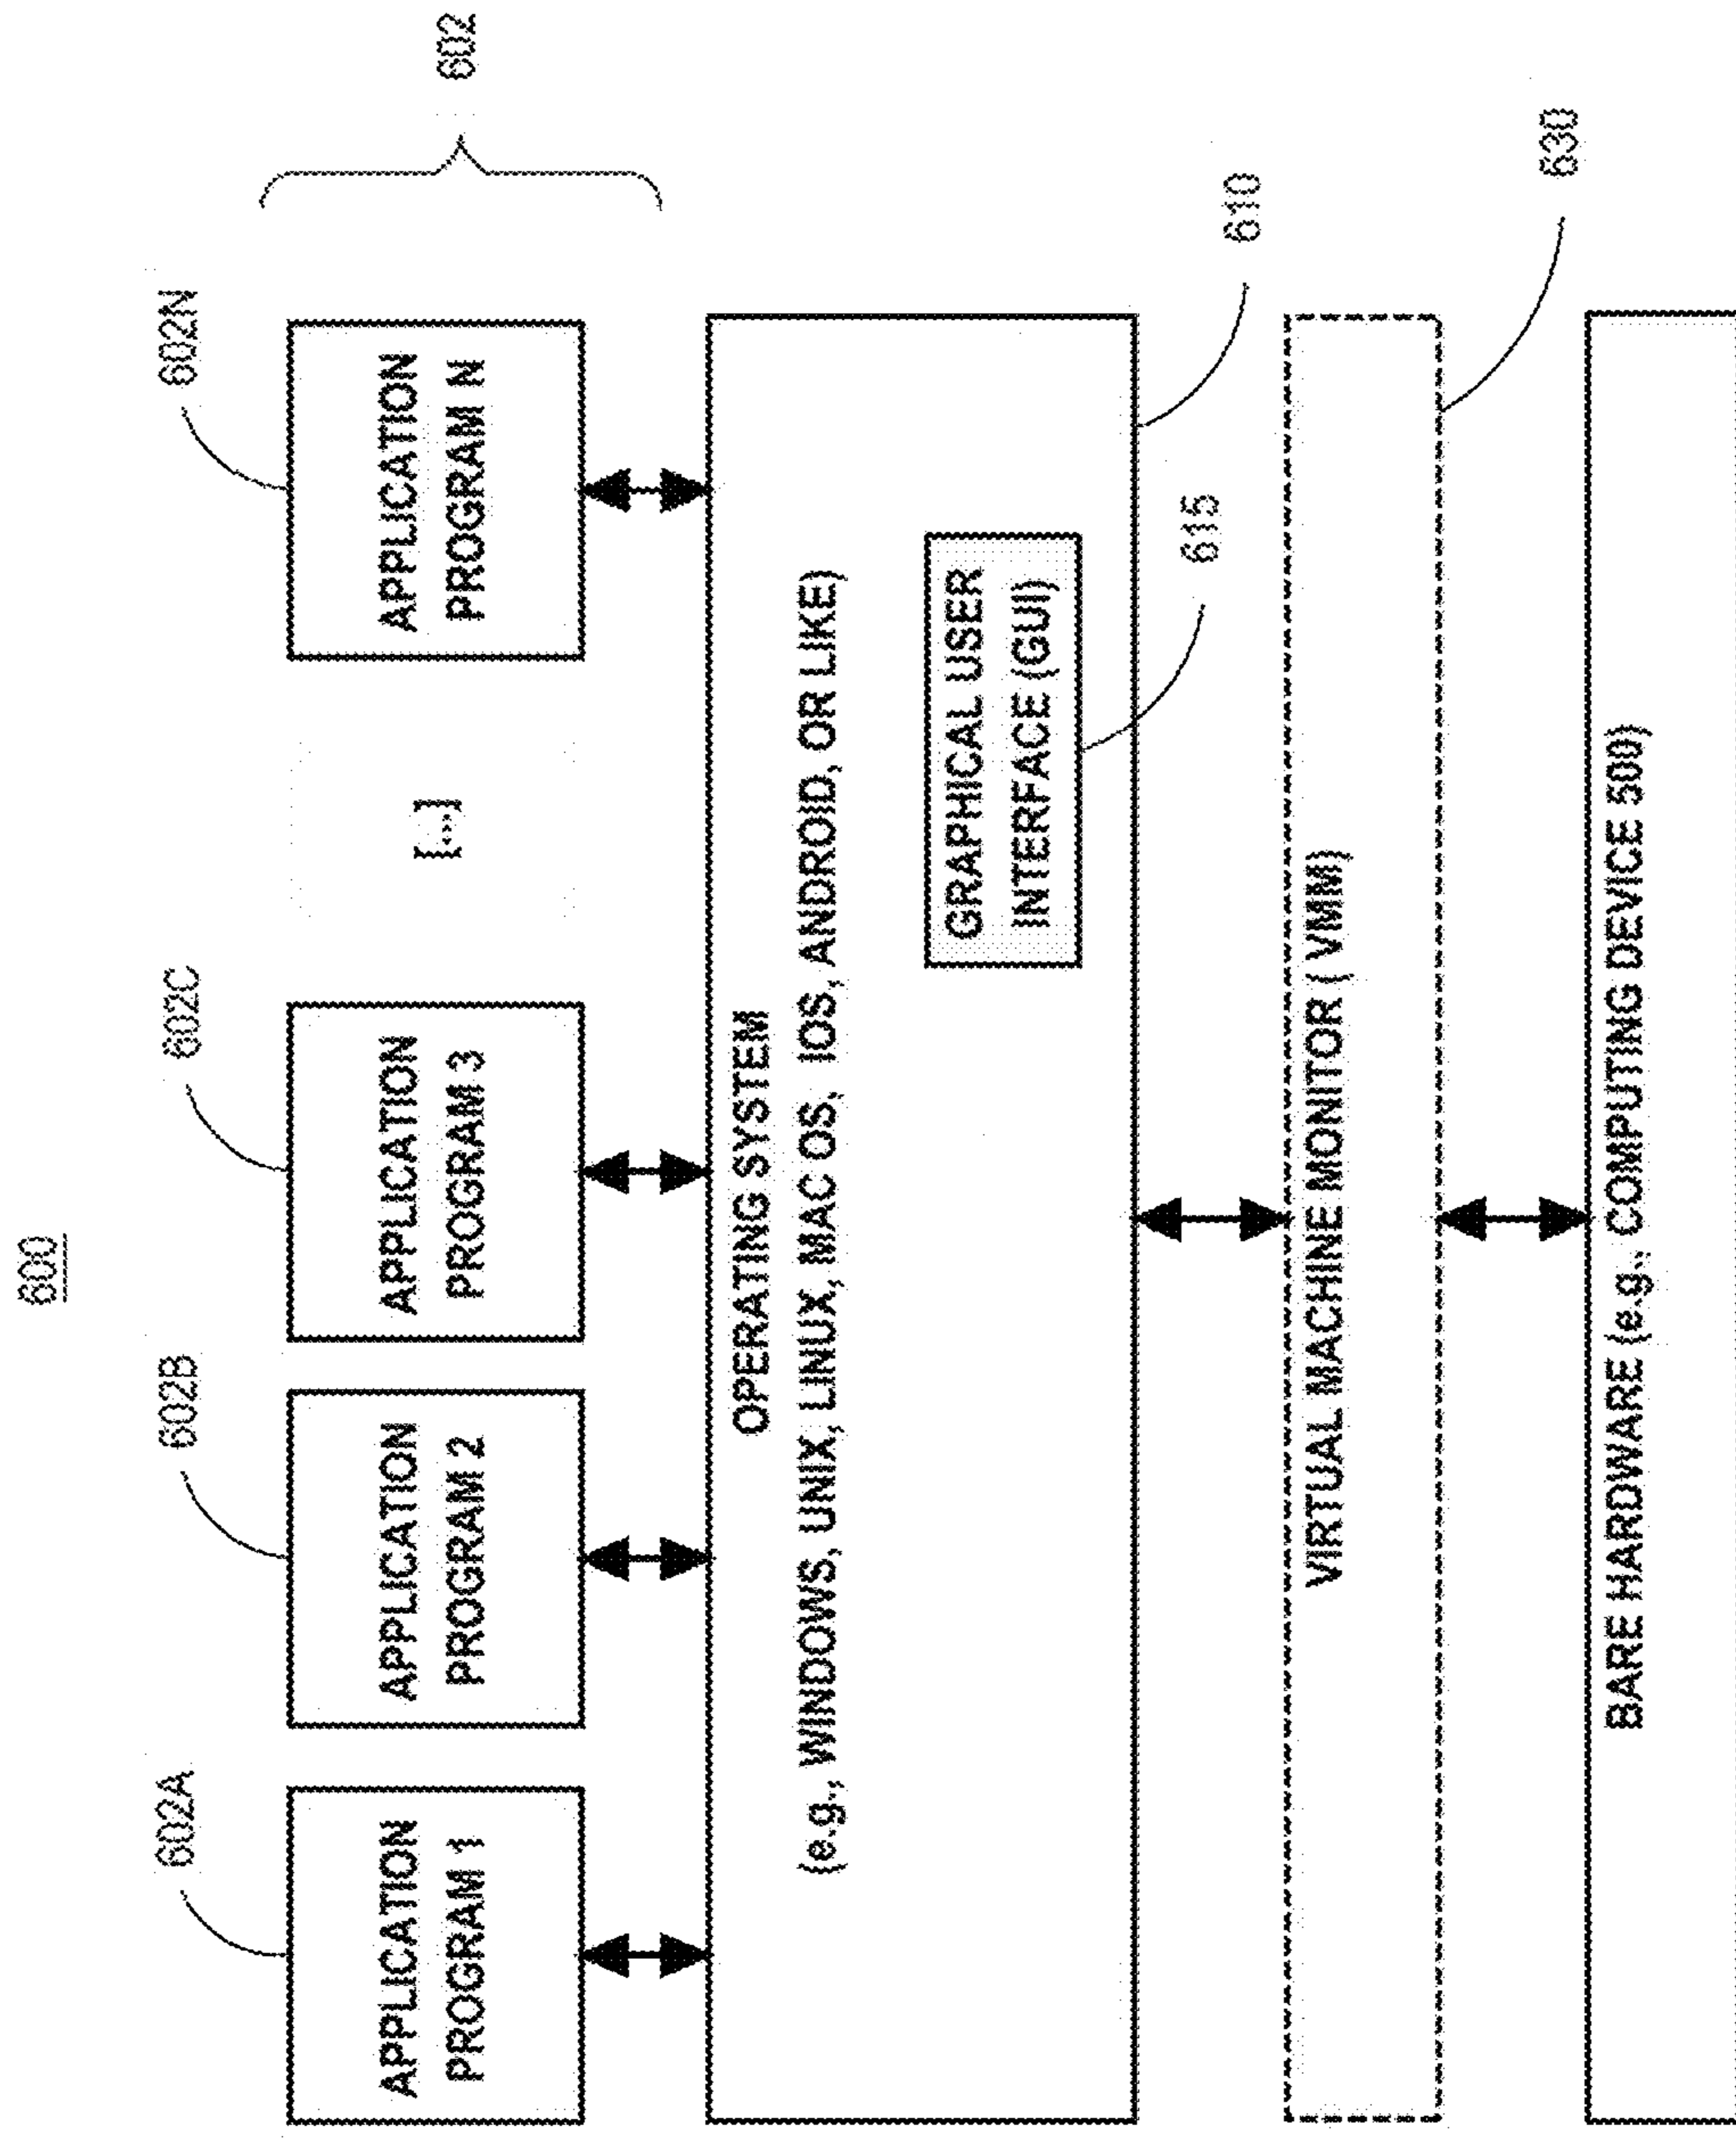 600
602A
602B
602C
602N
602
APPLICATION
PROGRAM 1
APPLICATION
PROGRAM 2
APPLICATION
PROGRAM 3
[...]
APPLICATION
PROGRAM N
OPERATING SYSTEM
(e.g., WINDOWS, UNIX, LINUX, MAC OS, IOS, ANDROID, OR LIKE)
GRAPHICAL USER
INTERFACE (GUI)
615
610
VIRTUAL MACHINE MONITOR ( VMM)
630
BARE HARDWARE (e.g., COMPUTING DEVICE 500)